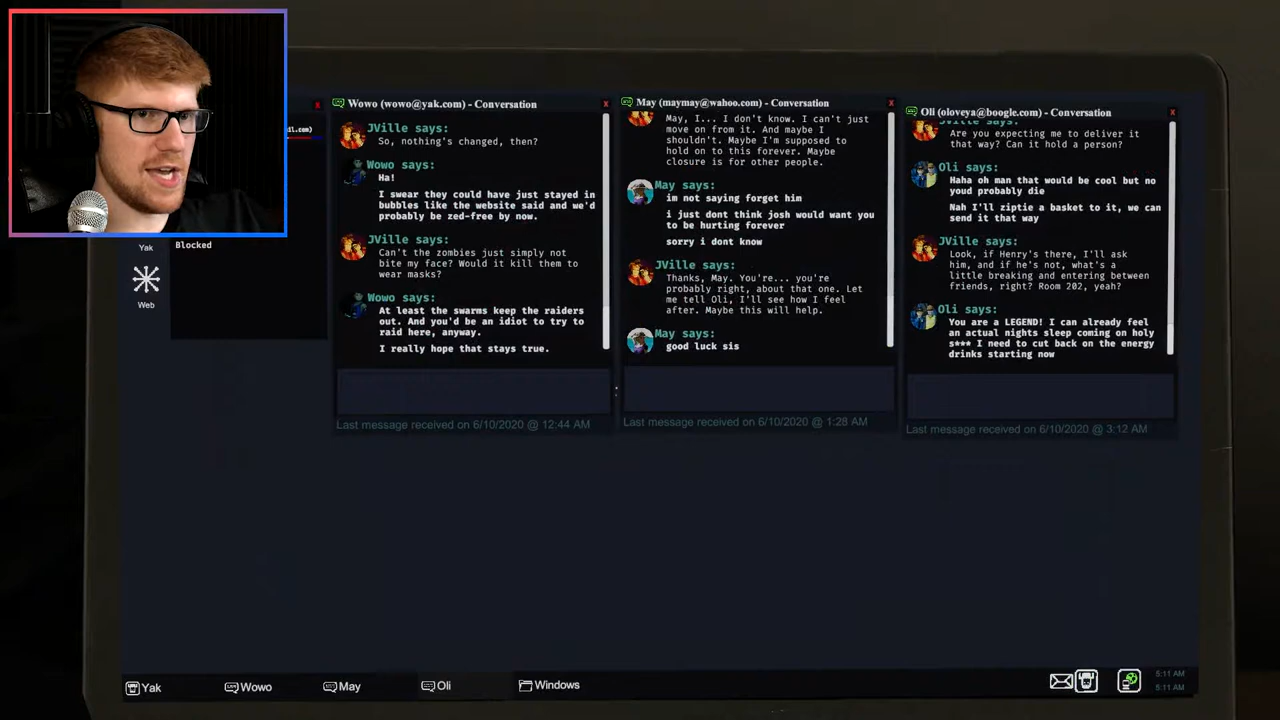 il.com)
Yak
Web
Blocked
Wowo (wowo@yak.com) - Conversation
JVille says:
So, nothing's changed, then?
Wowo says:
Ha!
I swear they could have just stayed in
bubbles like the website said and we'd
probably be zed-free by now.
JVille says:
Can't the zombies just simply not
bite my face? Would it kill them to
wear masks?
Wowo says:
At least the swarms keep the raiders
out. And you'd be an idiot to try to
raid here, anyway.
I really hope that stays true.
Last message received on 6/10/2020 @ 12:44 AM
May (maymay@wahoo.com) - Conversation
May, I... I don't know. I can't just
move on from it. And maybe I
shouldn't. Maybe I'm supposed to
hold on to this forever. Maybe
closure is for other people.
May says:
im not saying forget him
i just dont think josh would want you
to be hurting forever
sorry i dont know
JVille says:
Thanks, May. You're... you're
probably right, about that one. Let
me tell Oli, I'll see how I feel
after. Maybe this will help.
May says:
good luck sis
Last message received on 6/10/2020 @ 1:28 AM
Oli (oloveya@boogle.com) - Conversation
JVille says:
Are you expecting me to deliver it
that way? Can it hold a person?
Oli says:
Haha oh man that would be cool but no
youd probably die
Nah I'll ziptie a basket to it, we can
send it that way
JVille says:
Look, if Henry's there, I'll ask
him, and if he's not, what's a
little breaking and entering between
friends, right? Room 202, yeah?
Oli says:
You are a LEGEND! I can already feel
an actual nights sleep coming on holy
s*** I need to cut back on the energy
drinks starting now
Last message received on 6/10/2020 @ 3:12 AM
Yak
Wowo
May
Oli
Windows
5:11 AM
5:11 AM